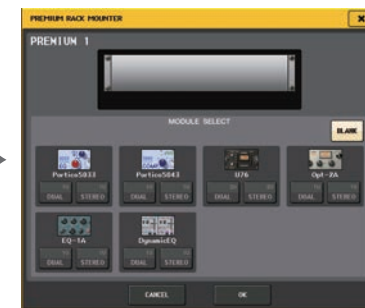 PREMIUM RACK MOUNTER
PREMIUM 1
MODULE SELECT
BLANK
Portico5033 Portico5043 U76 Opt-2A
DUAL STEREO DUAL STEREO DUAL STEREO DUAL STEREO
EQ-1A DynamicEQ
DUAL STEREO DUAL STEREO
CANCEL OK